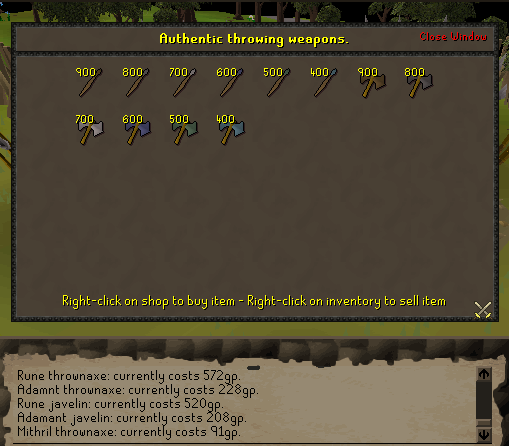 Authentic throwing weapons.
Close Window
900 800 700 600 500 400 900 800
700 600 500 400
Right-click on shop to buy item - Right-click on inventory to sell item
Rune thrownaxe: currently costs 572gp.
Adamnt thrownaxe: currently costs 228gp.
Rune javelin: currently costs 520gp.
Adamant javelin: currently costs 208gp.
Mithril thrownaxe: currently costs 91gp.